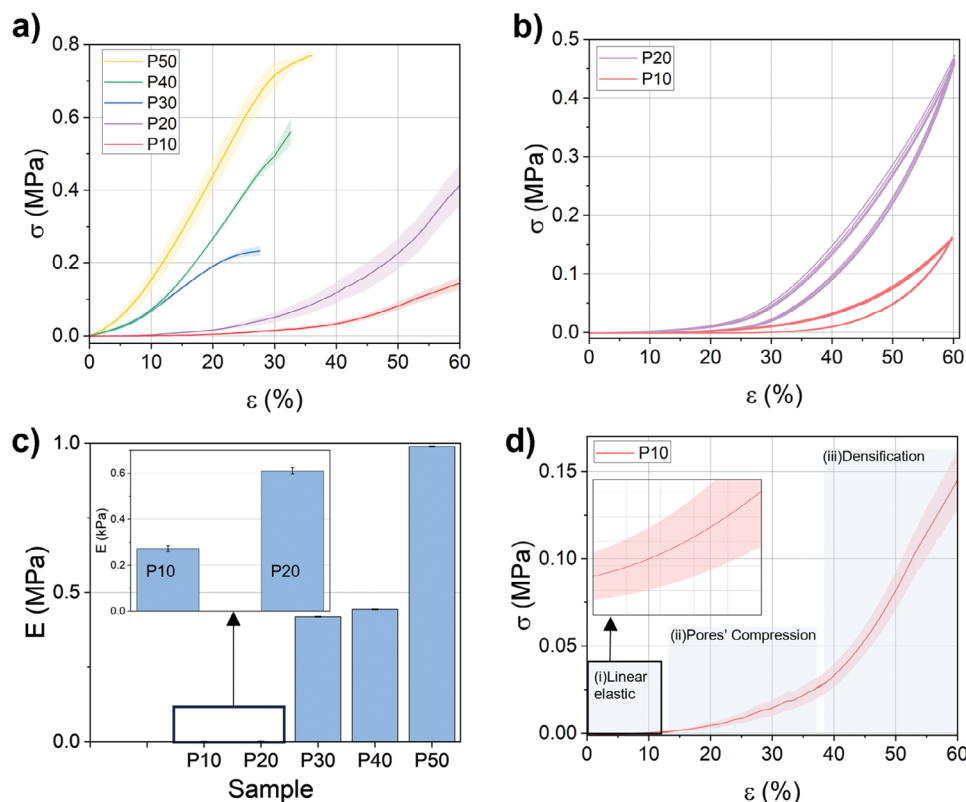 a)
0.8
0.6
0.4
0.2
0.0
σ (MPa)
P50
P40
P30
P20
P10
0 10 20 30 40 50 60
ε (%)
b)
0.5
0.4
0.3
0.2
0.1
0.0
σ (MPa)
P20
P10
0 10 20 30 40 50 60
ε (%)
c)
1.0
0.5
0.0
E (MPa)
0.6
0.3
0.0
E (kPa)
P10 P20
P10 P20 P30 P40 P50
Sample
d)
0.15
0.10
0.05
0.00
σ (MPa)
P10
(iii)Densification
(ii)Pores' Compression
(i)Linear
elastic
0 10 20 30 40 50 60
ε (%)